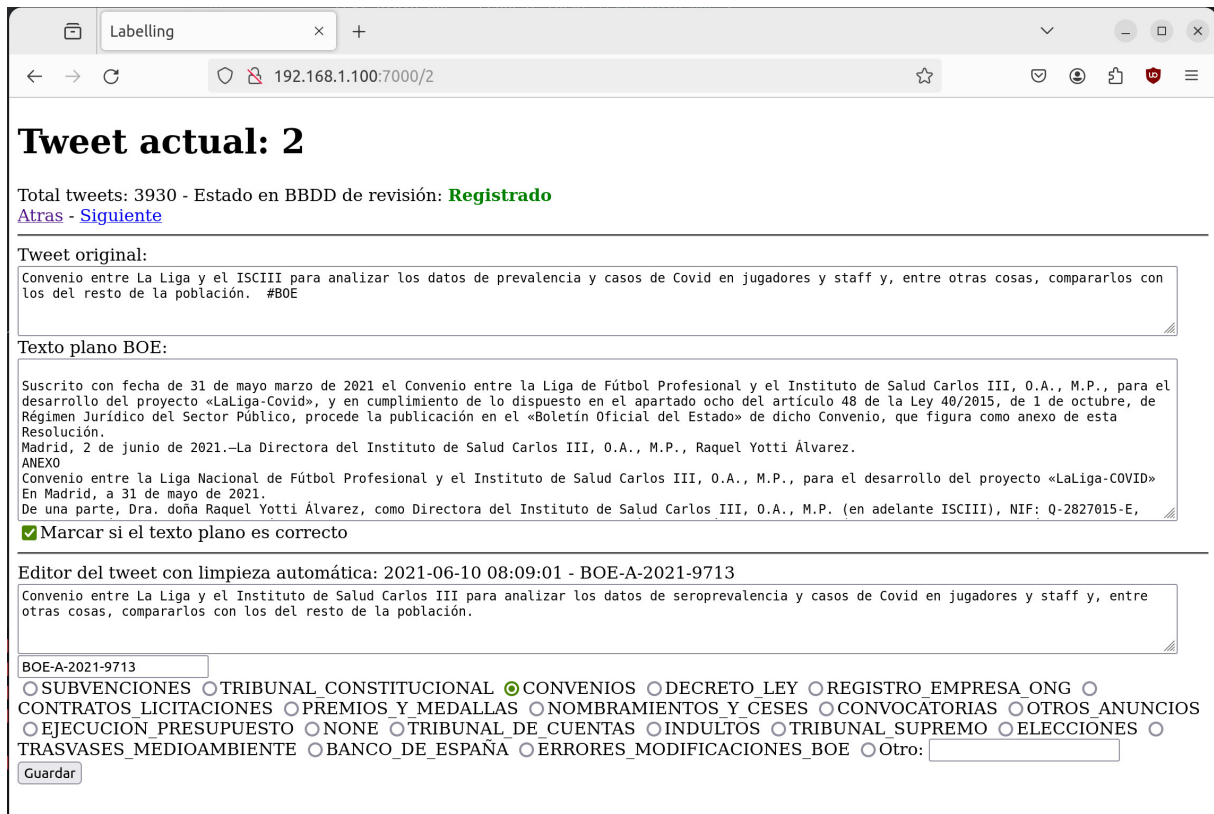 Labelling
192.168.1.100:7000/2
Tweet actual: 2
Total tweets: 3930 - Estado en BBDD de revisión: Registrado
Atras - Siguiente
Tweet original:
Convenio entre La Liga y el ISCIII para analizar los datos de prevalencia y casos de Covid en jugadores y staff y, entre otras cosas, compararlos con
los del resto de la población.  #BOE
Texto plano BOE:
Suscrito con fecha de 31 de mayo marzo de 2021 el Convenio entre la Liga de Fútbol Profesional y el Instituto de Salud Carlos III, O.A., M.P., para el
desarrollo del proyecto «LaLiga-Covid», y en cumplimiento de lo dispuesto en el apartado ocho del artículo 48 de la Ley 40/2015, de 1 de octubre, de
Régimen Jurídico del Sector Público, procede la publicación en el «Boletín Oficial del Estado» de dicho Convenio, que figura como anexo de esta
Resolución.
Madrid, 2 de junio de 2021.–La Directora del Instituto de Salud Carlos III, O.A., M.P., Raquel Yotti Álvarez.
ANEXO
Convenio entre la Liga Nacional de Fútbol Profesional y el Instituto de Salud Carlos III, O.A., M.P., para el desarrollo del proyecto «LaLiga-COVID»
En Madrid, a 31 de mayo de 2021.
De una parte, Dra. doña Raquel Yotti Álvarez, como Directora del Instituto de Salud Carlos III, O.A., M.P. (en adelante ISCIII), NIF: Q-2827015-E,
Marcar si el texto plano es correcto
Editor del tweet con limpieza automática: 2021-06-10 08:09:01 - BOE-A-2021-9713
Convenio entre La Liga y el Instituto de Salud Carlos III para analizar los datos de seroprevalencia y casos de Covid en jugadores y staff y, entre
otras cosas, compararlos con los del resto de la población.
BOE-A-2021-9713
SUBVENCIONES TRIBUNAL_CONSTITUCIONAL CONVENIOS DECRETO_LEY REGISTRO_EMPRESA_ONG
CONTRATOS_LICITACIONES PREMIOS_Y_MEDALLAS NOMBRAMIENTOS_Y_CESES CONVOCATORIAS OTROS_ANUNCIOS
EJECUCION_PRESUPUESTO NONE TRIBUNAL_DE_CUENTAS INDULTOS TRIBUNAL_SUPREMO ELECCIONES
TRASVASES_MEDIOAMBIENTE BANCO_DE_ESPAÑA ERRORES_MODIFICACIONES_BOE Otro:
Guardar